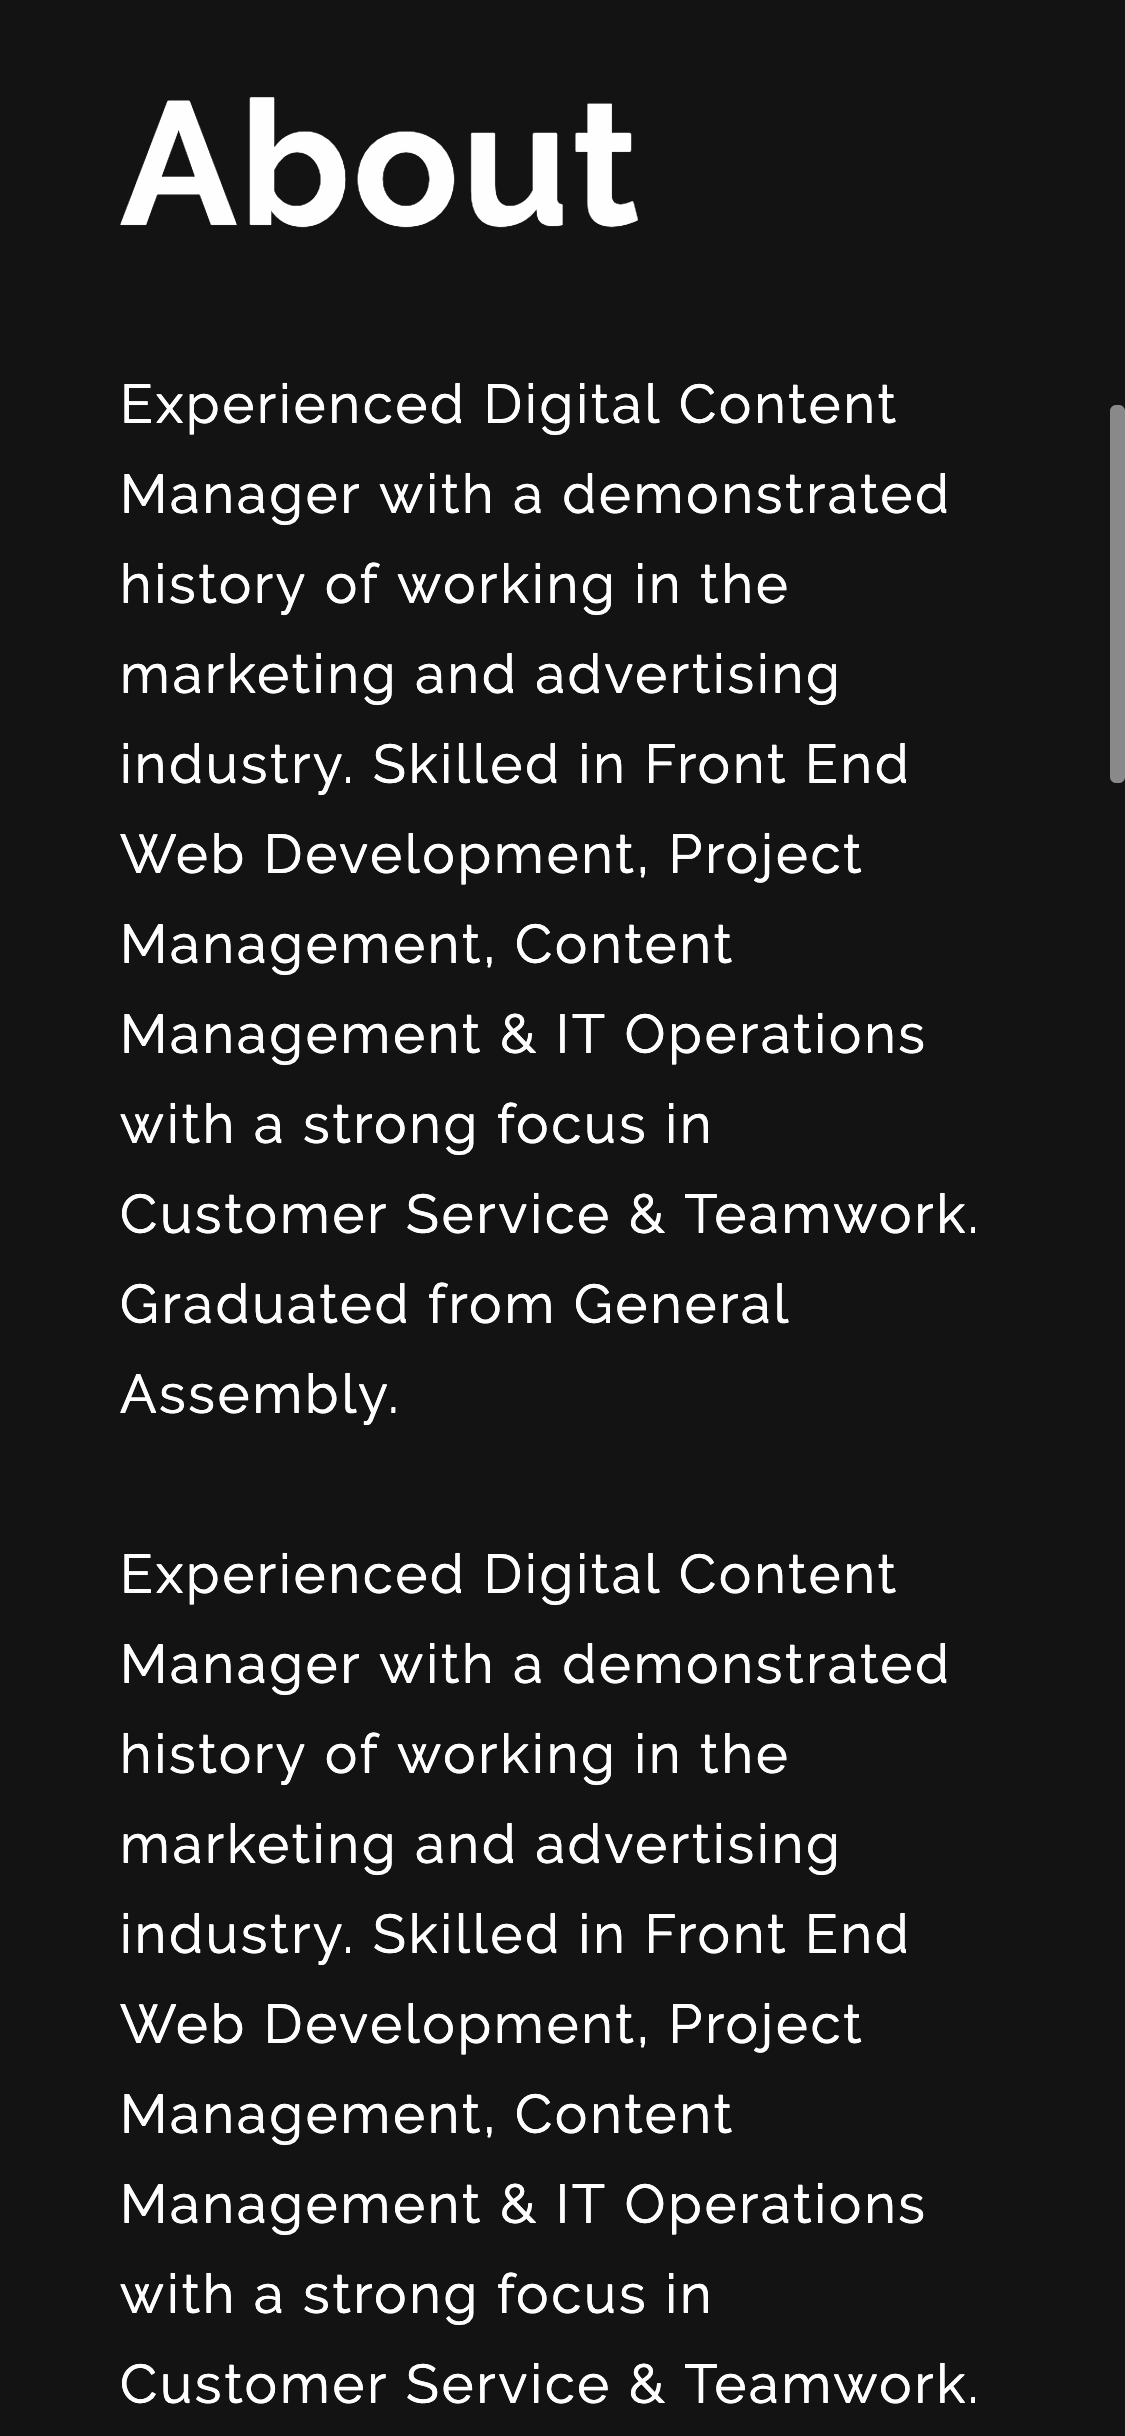 About
Experienced Digital Content
Manager with a demonstrated
history of working in the
marketing and advertising
industry. Skilled in Front End
Web Development, Project
Management, Content
Management & IT Operations
with a strong focus in
Customer Service & Teamwork.
Graduated from General
Assembly.
Experienced Digital Content
Manager with a demonstrated
history of working in the
marketing and advertising
industry. Skilled in Front End
Web Development, Project
Management, Content
Management & IT Operations
with a strong focus in
Customer Service & Teamwork.